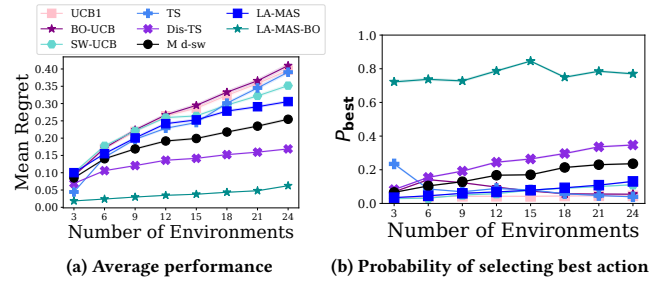 UCB1 TS LA-MAS
BO-UCB Dis-TS LA-MAS-BO
SW-UCB M d-sw
Mean Regret
0.40
0.35
0.30
0.25
0.20
0.15
0.10
0.05
0.00
3 6 9 12 15 18 21 24
Number of Environments
(a) Average performance
P_best
1.0
0.8
0.6
0.4
0.2
0.0
3 6 9 12 15 18 21 24
Number of Environments
(b) Probability of selecting best action